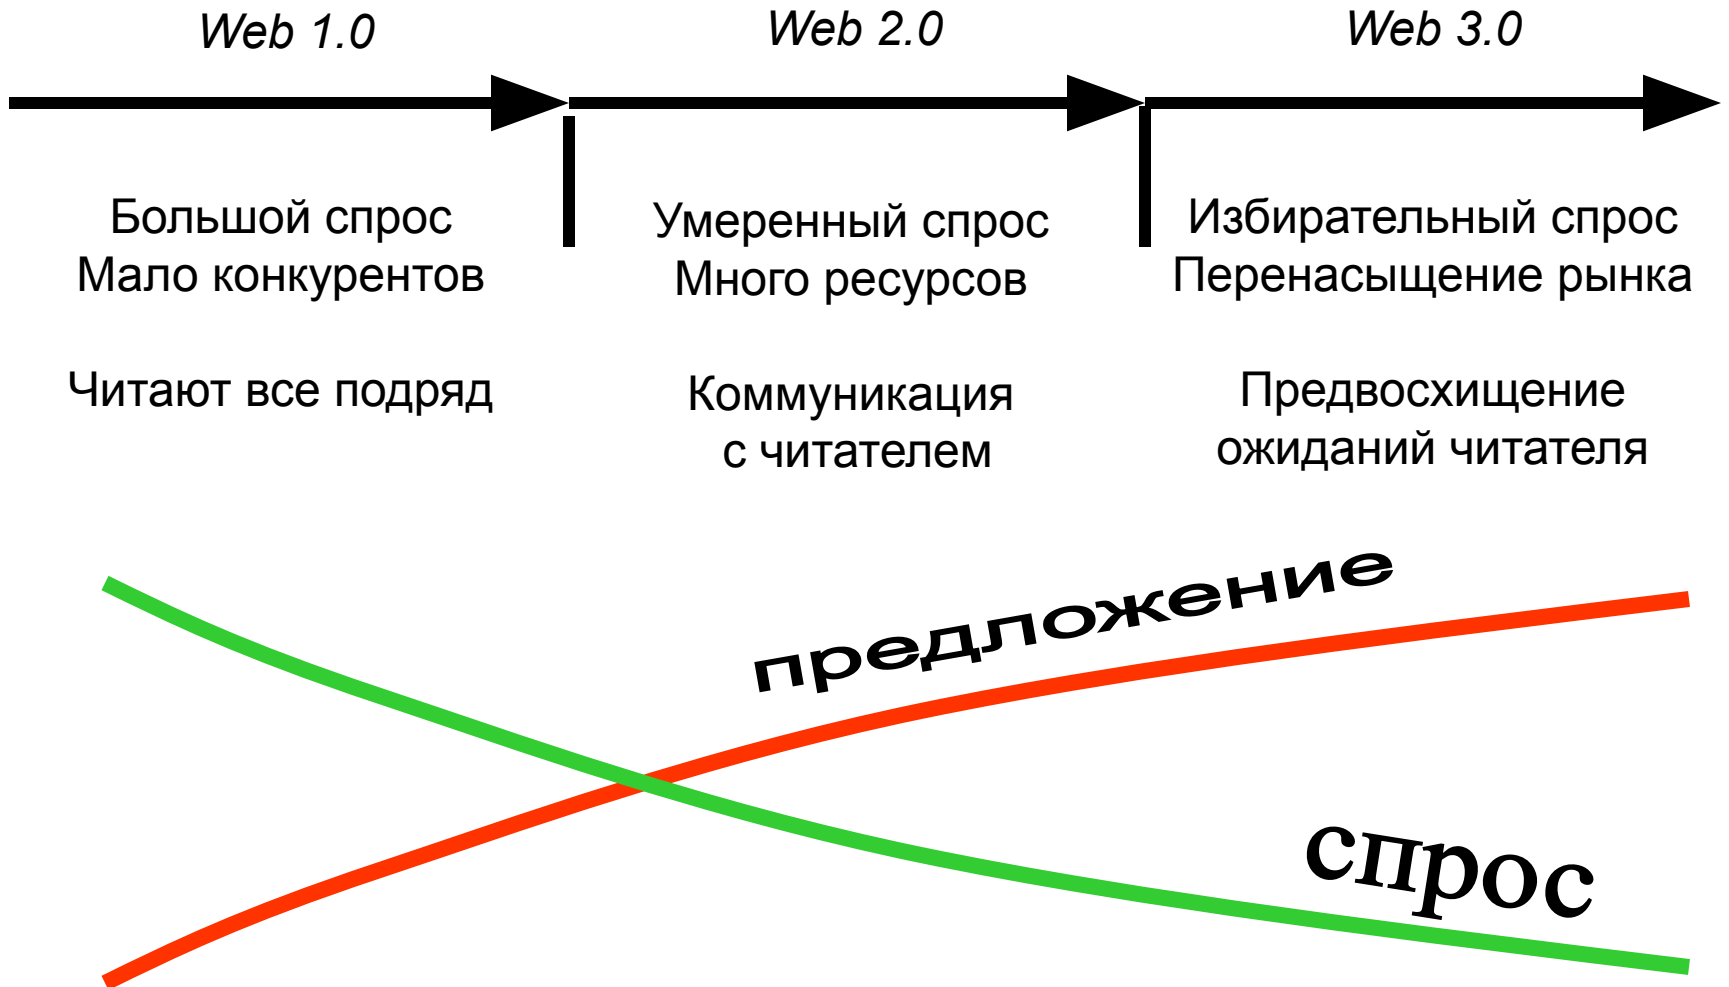 Web 1.0
Web 2.0
Web 3.0
Большой спрос
Мало конкурентов
Читают все подряд
Умеренный спрос
Много ресурсов
Коммуникация
с читателем
Избирательный спрос
Перенасыщение рынка
Предвосхищение
ожиданий читателя
предложение
спрос